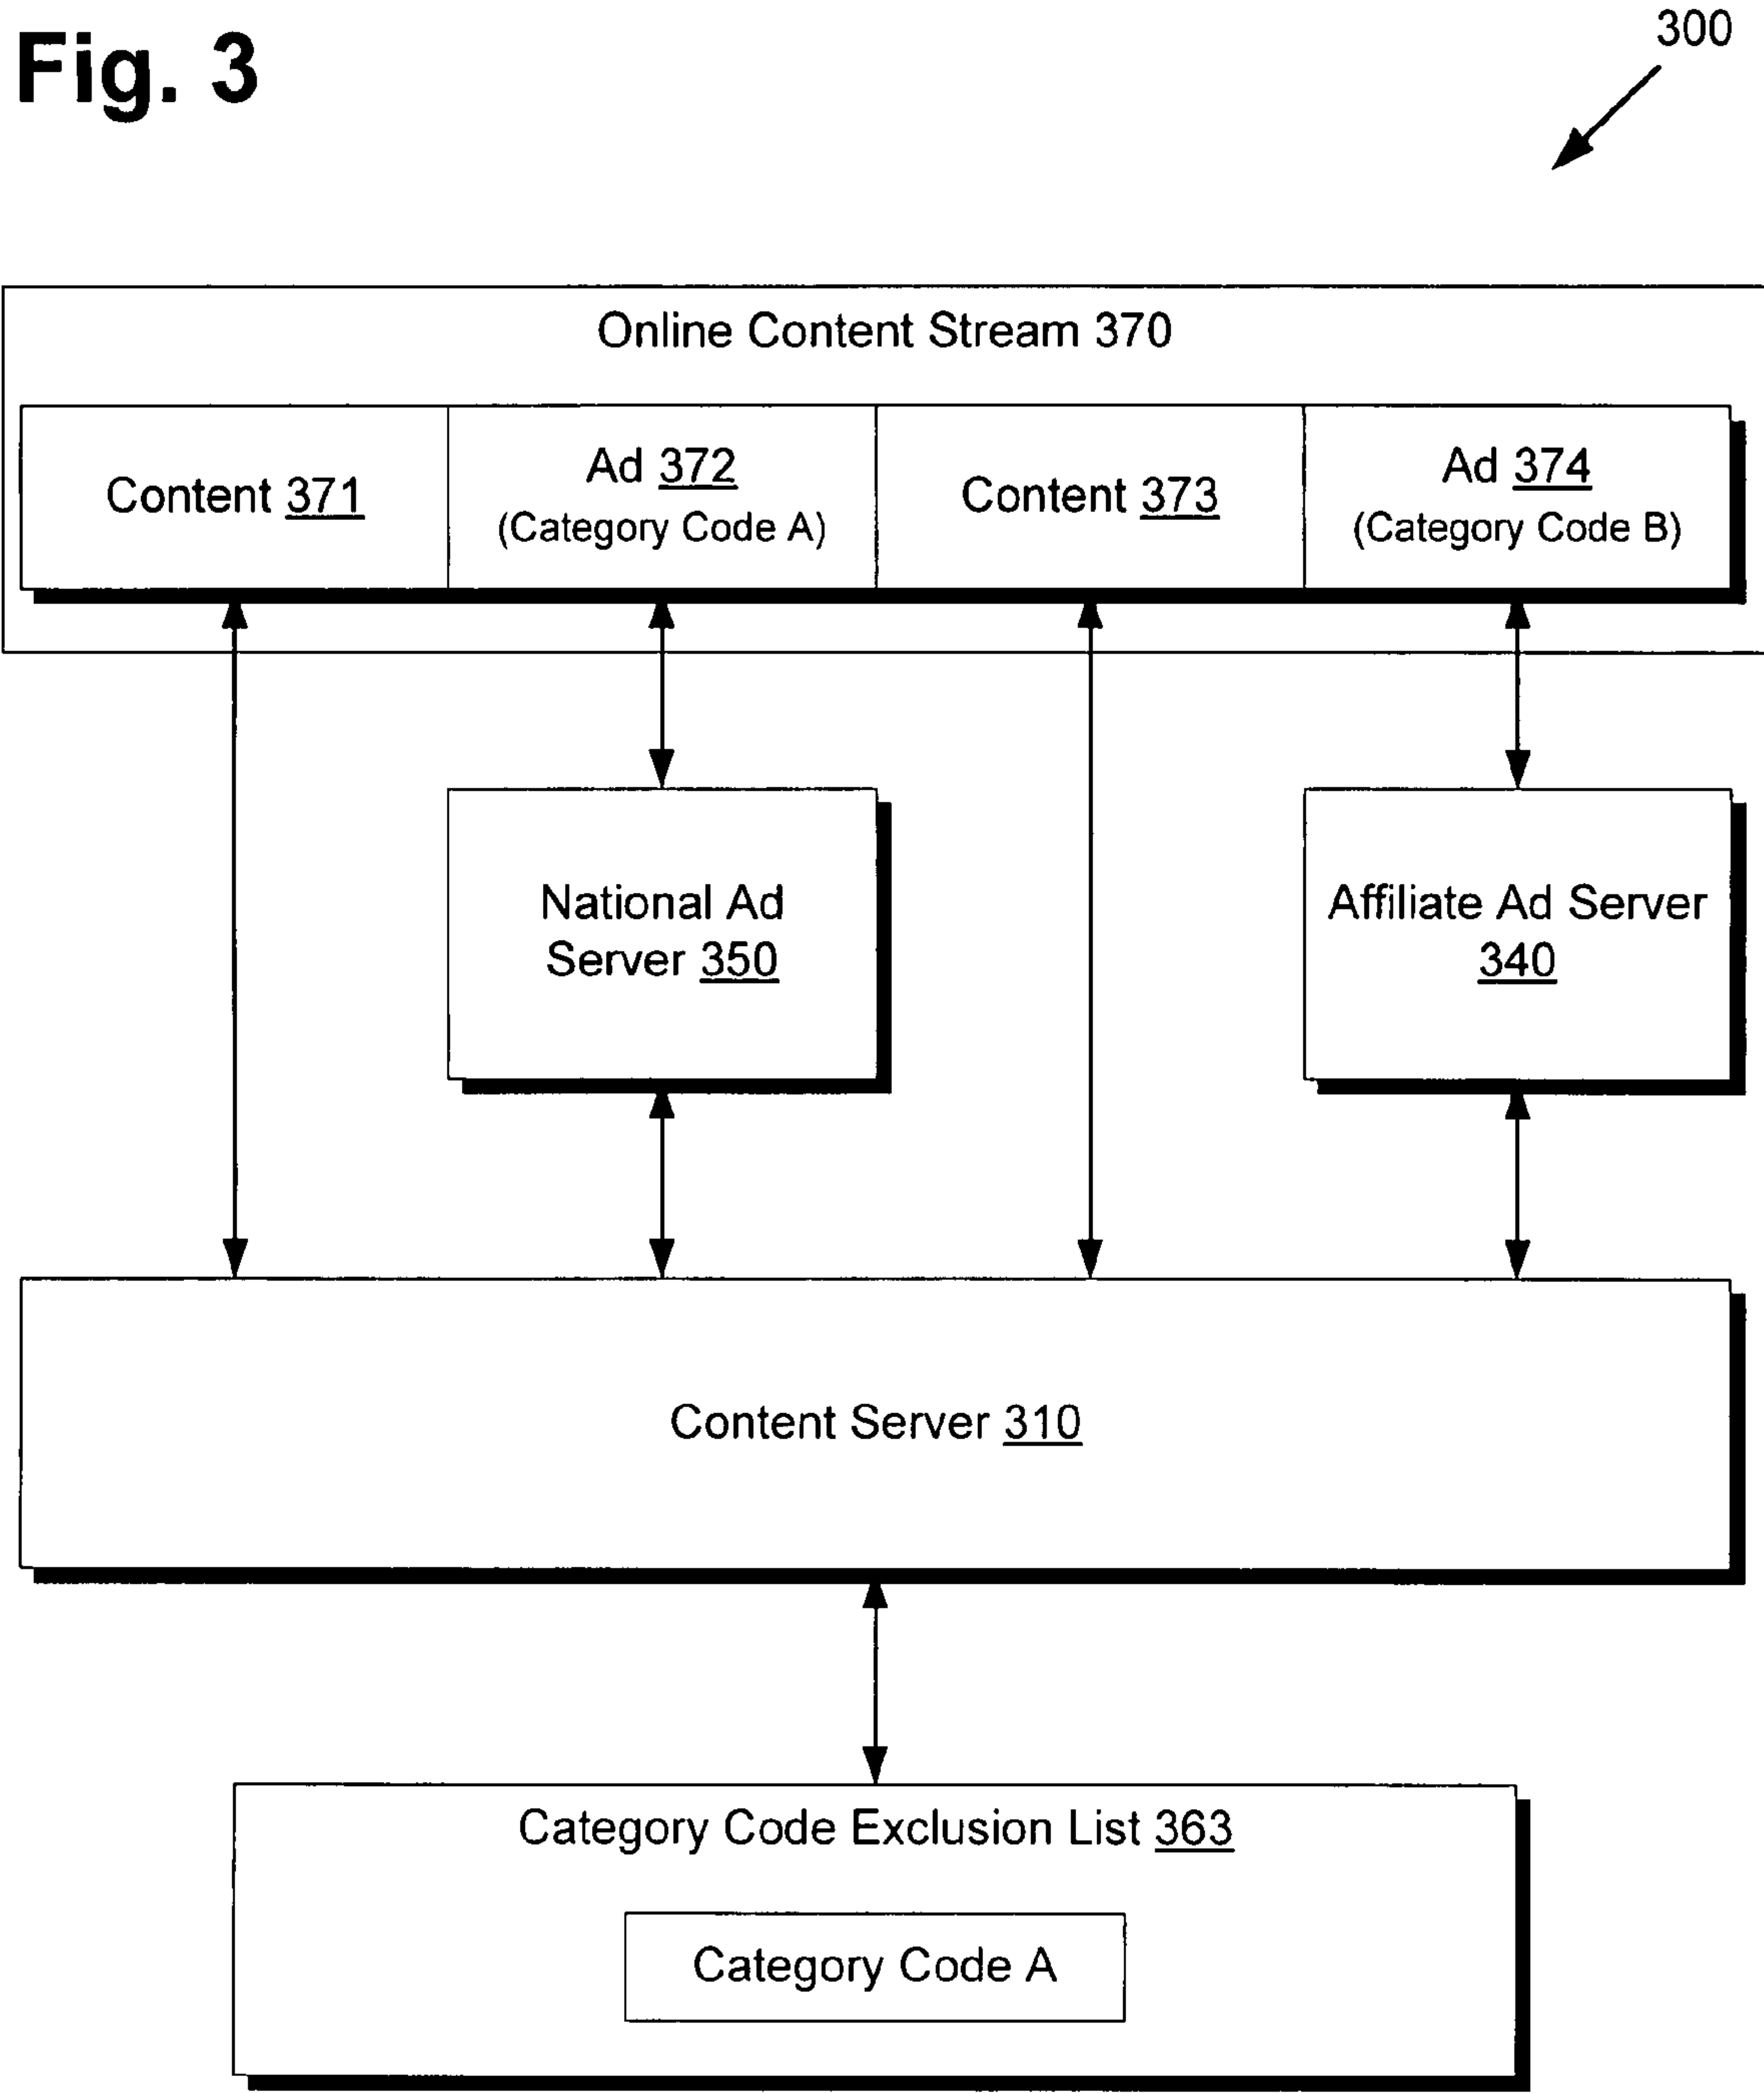 Fig. 3
300
Online Content Stream 370
Content 371
Ad 372
(Category Code A)
Content 373
Ad 374
(Category Code B)
National Ad
Server 350
Affiliate Ad Server
340
Content Server 310
Category Code Exclusion List 363
Category Code A